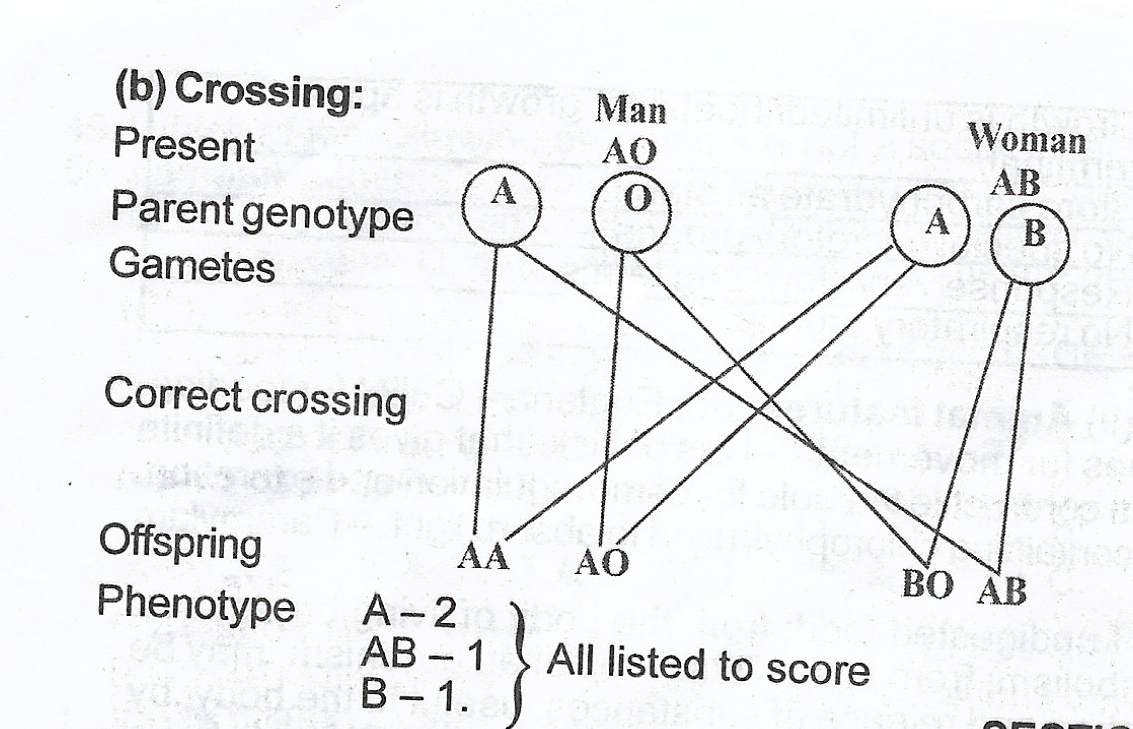 (b) Crossing:
Man
Present
AO
Woman
AB
Parent genotype
A O A B
Gametes
Correct crossing
Offspring
AA AO BO AB
Phenotype A – 2
AB – 1
B – 1.
All listed to score